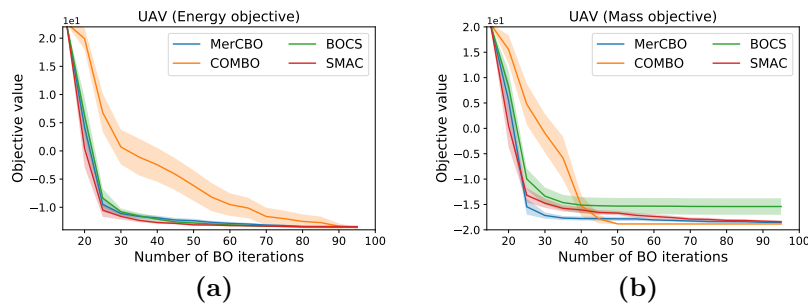 UAV (Energy objective)
1e1
MerCBO
COMBO
BOCS
SMAC
2.0
1.5
1.0
0.5
0.0
−0.5
−1.0
Objective value
20 30 40 50 60 70 80 90 100
Number of BO iterations
(a)
UAV (Mass objective)
1e1
MerCBO
COMBO
BOCS
SMAC
2.0
1.5
1.0
0.5
0.0
−0.5
−1.0
−1.5
−2.0
Objective value
20 30 40 50 60 70 80 90 100
Number of BO iterations
(b)